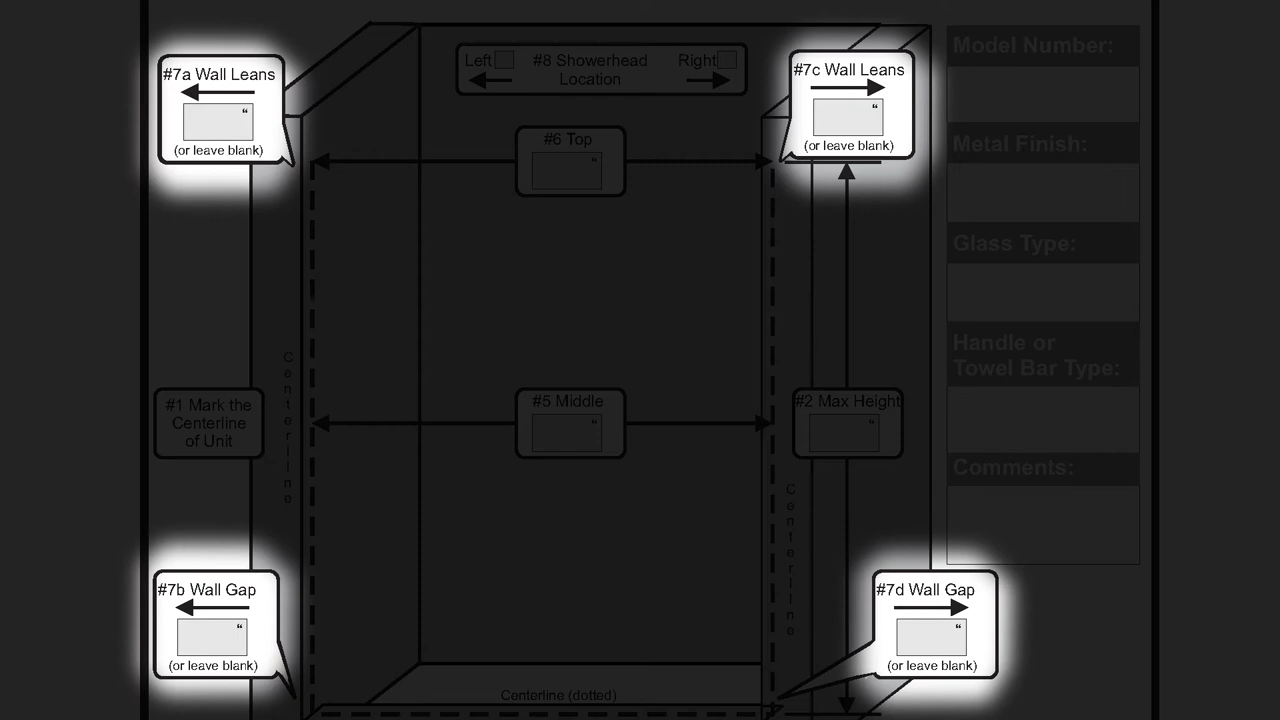 #7a Wall Leans
“
(or leave blank)
Left
#8 Showerhead
Location
Right
#7c Wall Leans
“
(or leave blank)
#6 Top
“
Model Number:
Metal Finish:
Glass Type:
Handle or
Towel Bar Type:
Comments:
Centerline
#1 Mark the
Centerline
of Unit
#5 Middle
“
#2 Max Height
“
Centerline
#7b Wall Gap
“
(or leave blank)
#7d Wall Gap
“
(or leave blank)
Centerline (dotted)